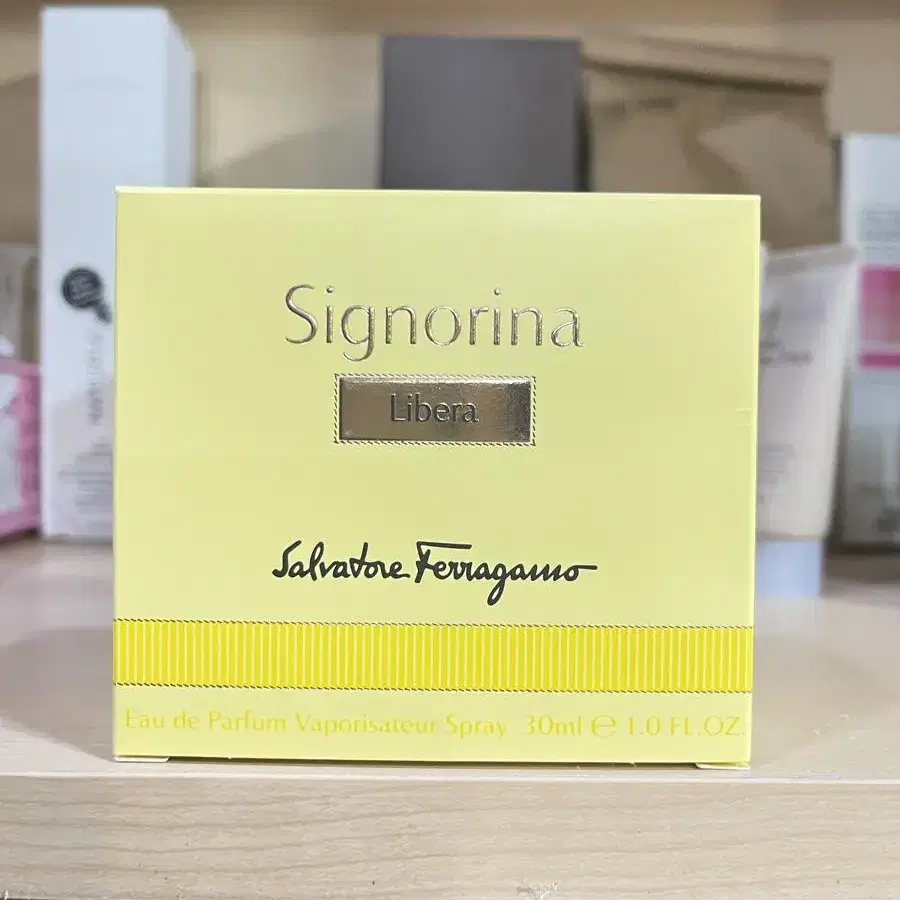 Signorina
Libera
Salvatore Ferragamo
Eau de Parfum Vaporisateur Spray 30ml ℮ 1.0 FL.OZ.